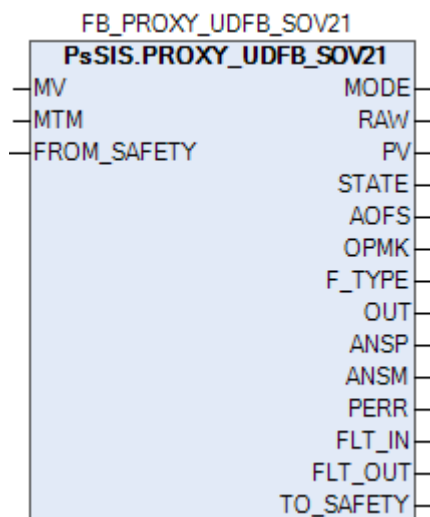 FB_PROXY_UDFB_SOV21
PsSIS.PROXY_UDFB_SOV21
MV MODE
MTM RAW
FROM_SAFETY PV
STATE
AOFS
OPMK
F_TYPE
OUT
ANSP
ANSM
PERR
FLT_IN
FLT_OUT
TO_SAFETY